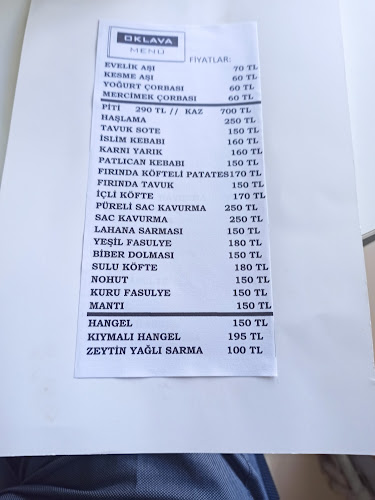 OKLAVA
MENÜ
FİYATLAR:
EVELİK AŞI 70 TL
KESME AŞI 60 TL
YOĞURT ÇORBASI 60 TL
MERCİMEK ÇORBASI 60 TL
PİTİ 290 TL // KAZ 700 TL
HAŞLAMA 250 TL
TAVUK SOTE 150 TL
İSLİM KEBABI 160 TL
KARNI YARIK 160 TL
PATLICAN KEBABI 150 TL
FIRINDA KÖFTELİ PATATES 170 TL
FIRINDA TAVUK 150 TL
İÇLİ KÖFTE 170 TL
PÜRELİ SAC KAVURMA 250 TL
SAC KAVURMA 250 TL
LAHANA SARMASI 150 TL
YEŞİL FASULYE 180 TL
BİBER DOLMASI 150 TL
SULU KÖFTE 180 TL
NOHUT 150 TL
KURU FASULYE 150 TL
MANTI 150 TL
HANGEL 150 TL
KIYMALI HANGEL 195 TL
ZEYTİN YAĞLI SARMA 100 TL